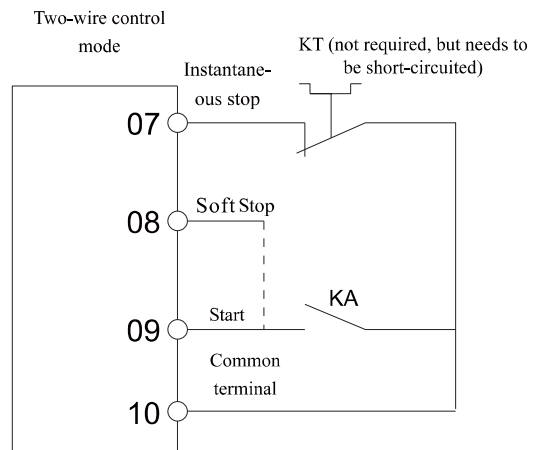 Two-wire control
mode
KT (not required, but needs to
be short-circuited)
Instantane-
ous stop
07
Soft Stop
08
KA
Start
09
Common
terminal
10